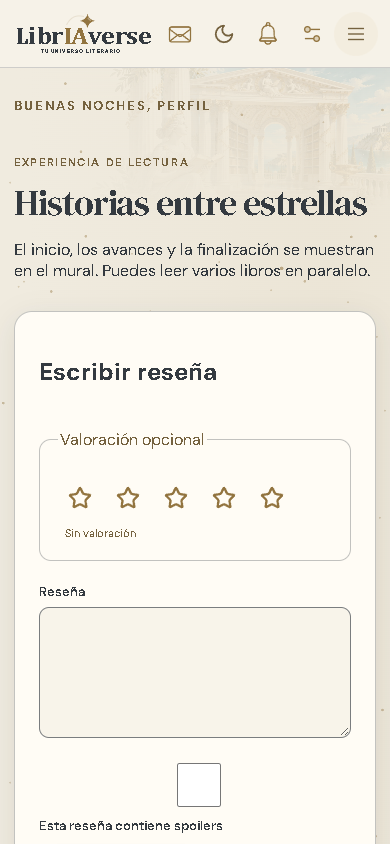 LibrIAverse
TU UNIVERSO LITERARIO
BUENAS NOCHES, PERFIL
EXPERIENCIA DE LECTURA
Historias entre estrellas
El inicio, los avances y la finalización se muestran
en el mural. Puedes leer varios libros en paralelo.
Escribir reseña
Valoración opcional
Sin valoración
Reseña
Esta reseña contiene spoilers